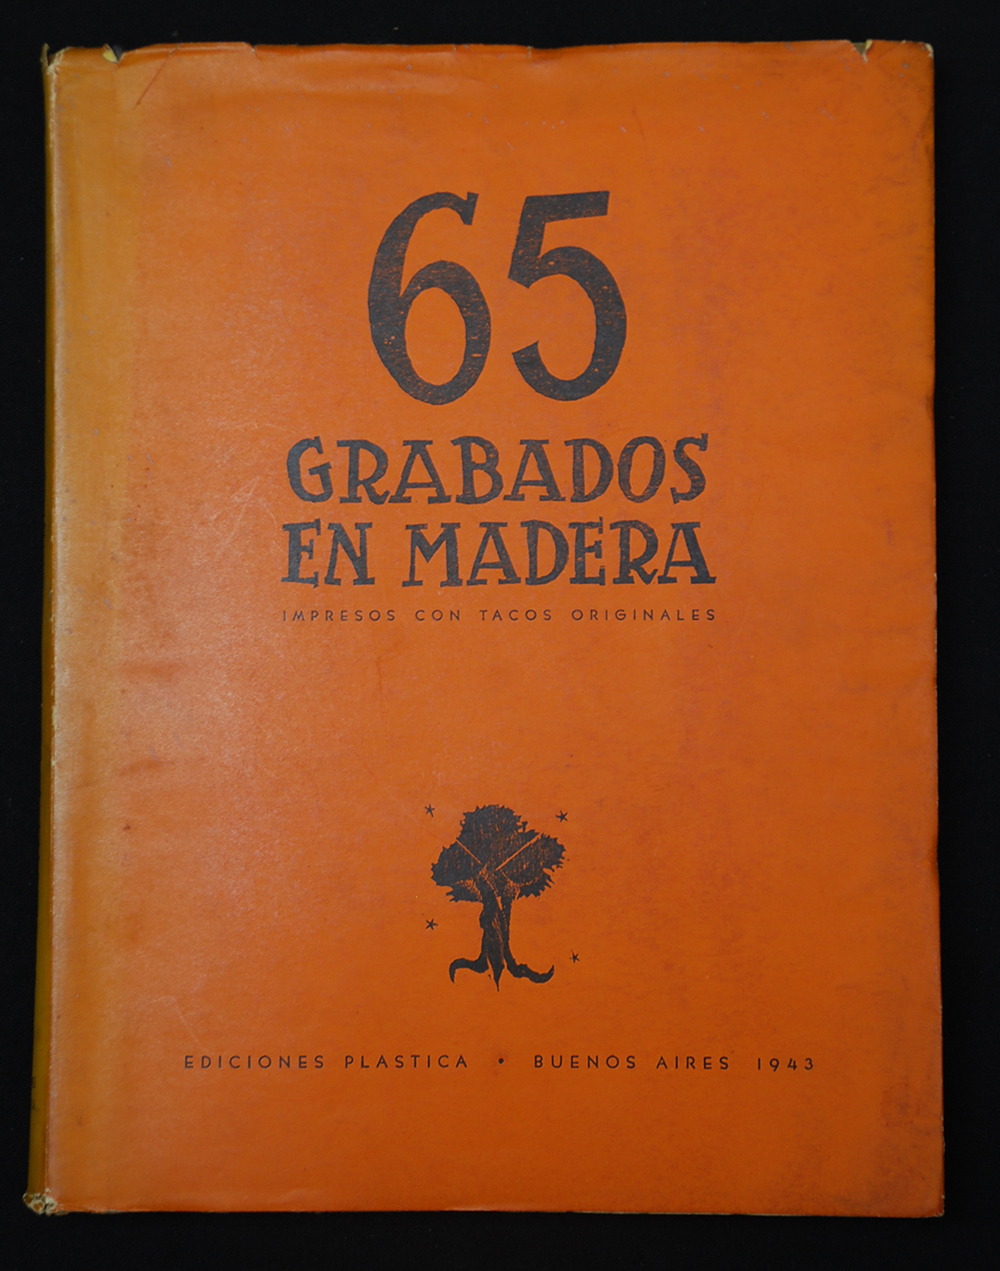 65
GRABADOS
EN MADERA
IMPRESOS CON TACOS ORIGINALES
EDICIONES PLASTICA • BUENOS AIRES 1943